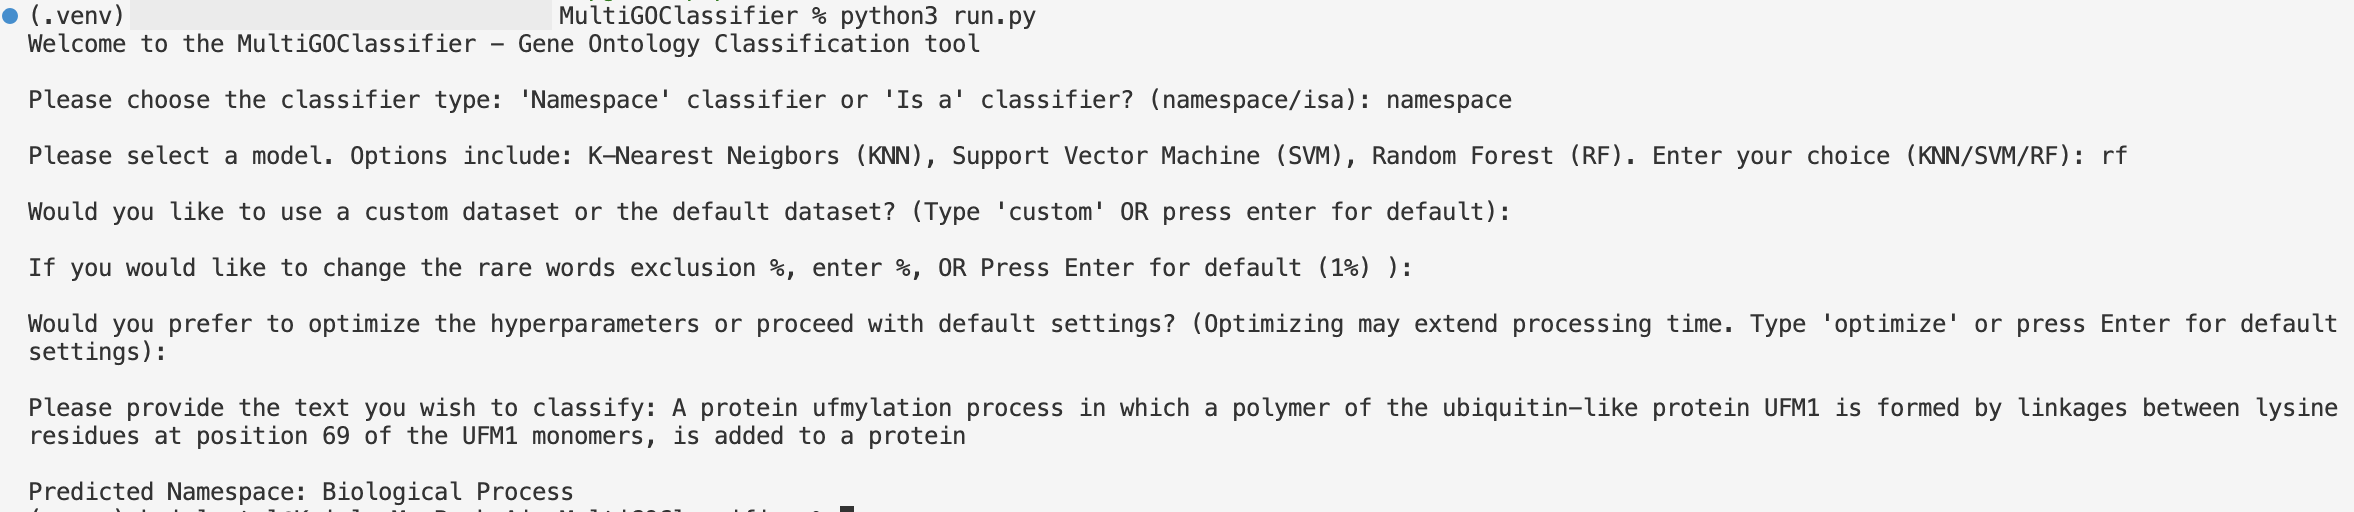 (.venv) MultiGOClassifier % python3 run.py
Welcome to the MultiGOClassifier – Gene Ontology Classification tool
Please choose the classifier type: 'Namespace' classifier or 'Is a' classifier? (namespace/isa): namespace
Please select a model. Options include: K–Nearest Neigbors (KNN), Support Vector Machine (SVM), Random Forest (RF). Enter your choice (KNN/SVM/RF): rf
Would you like to use a custom dataset or the default dataset? (Type 'custom' OR press enter for default):
If you would like to change the rare words exclusion %, enter %, OR Press Enter for default (1%) ):
Would you prefer to optimize the hyperparameters or proceed with default settings? (Optimizing may extend processing time. Type 'optimize' or press Enter for default
settings):
Please provide the text you wish to classify: A protein ufmylation process in which a polymer of the ubiquitin–like protein UFM1 is formed by linkages between lysine
residues at position 69 of the UFM1 monomers, is added to a protein
Predicted Namespace: Biological Process